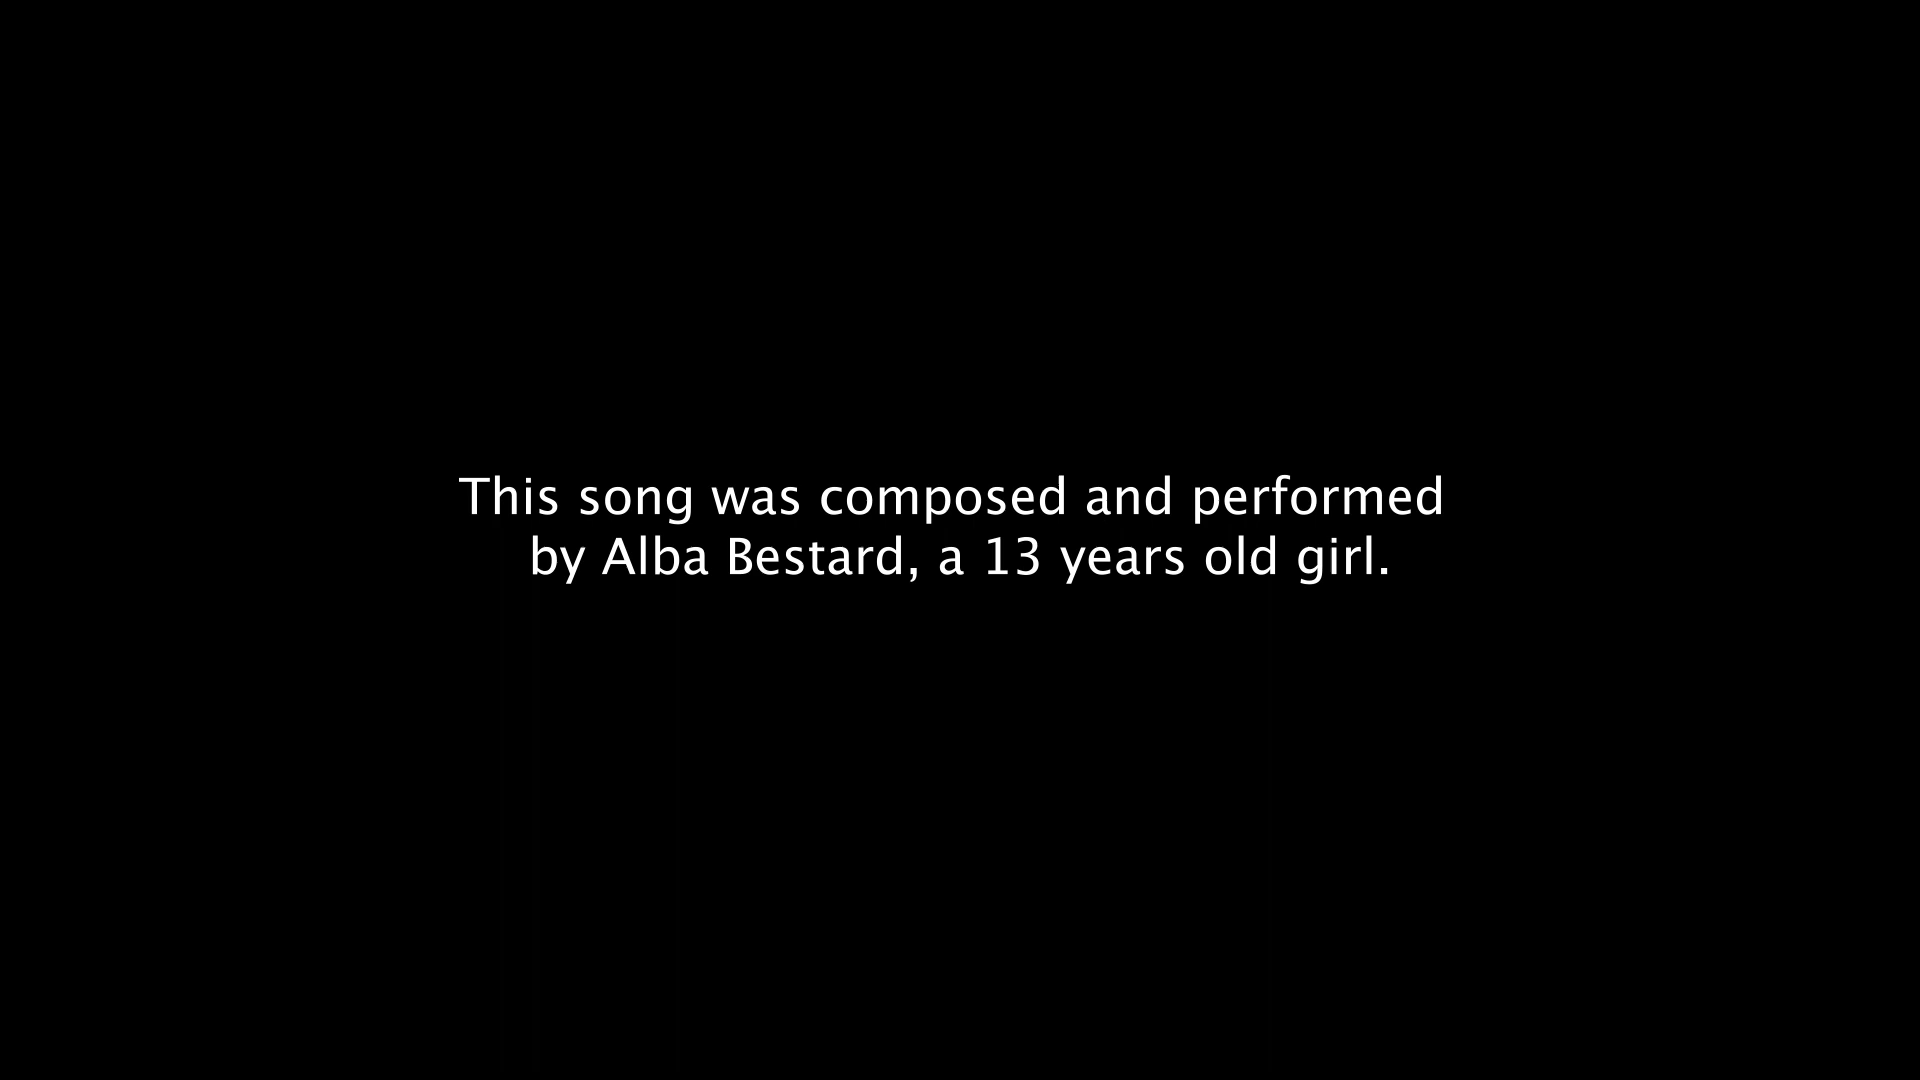 This song was composed and performed
by Alba Bestard, a 13 years old girl.